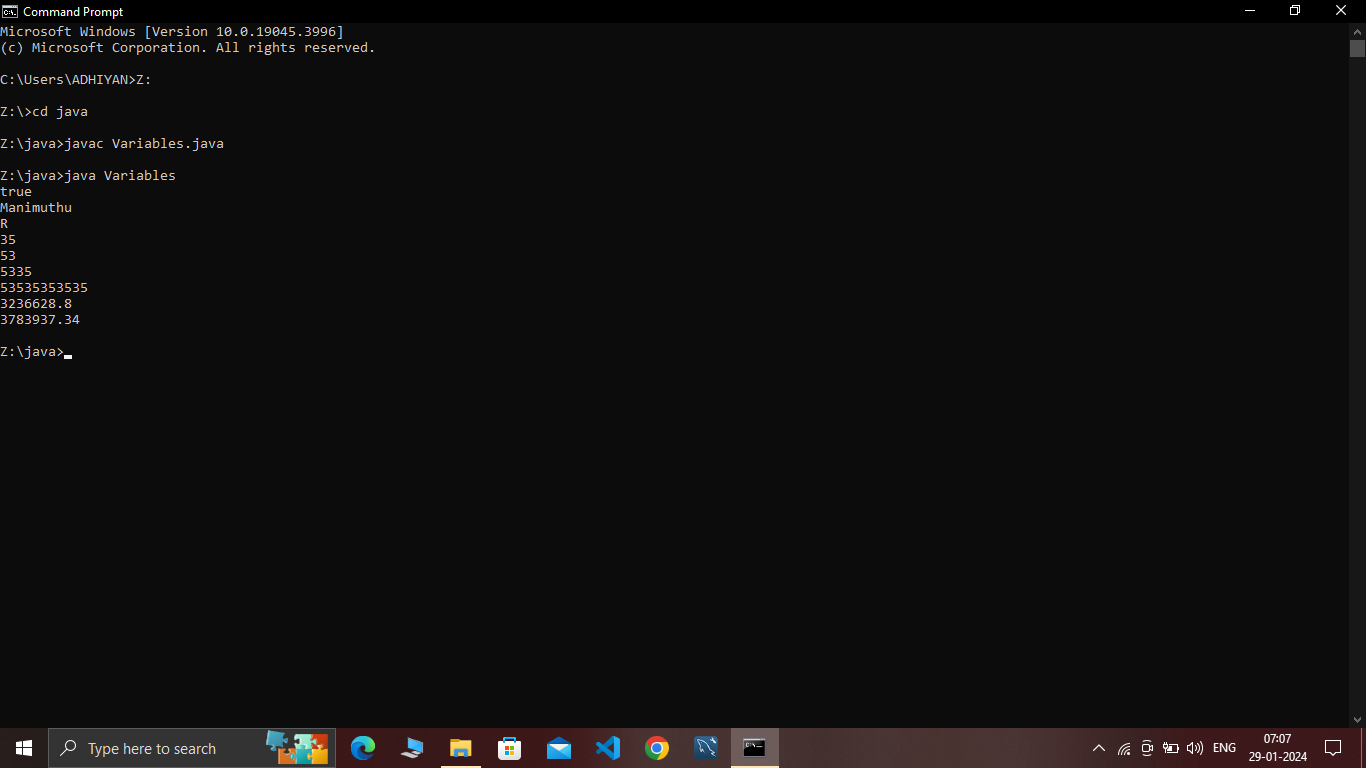 Command Prompt
Microsoft Windows [Version 10.0.19045.3996]
(c) Microsoft Corporation. All rights reserved.
C:\Users\ADHIYAN>Z:
Z:\>cd java
Z:\java>javac Variables.java
Z:\java>java Variables
true
Manimuthu
R
35
53
5335
53535353535
3236628.8
3783937.34
Z:\java>
Type here to search
ENG
07:07
29-01-2024